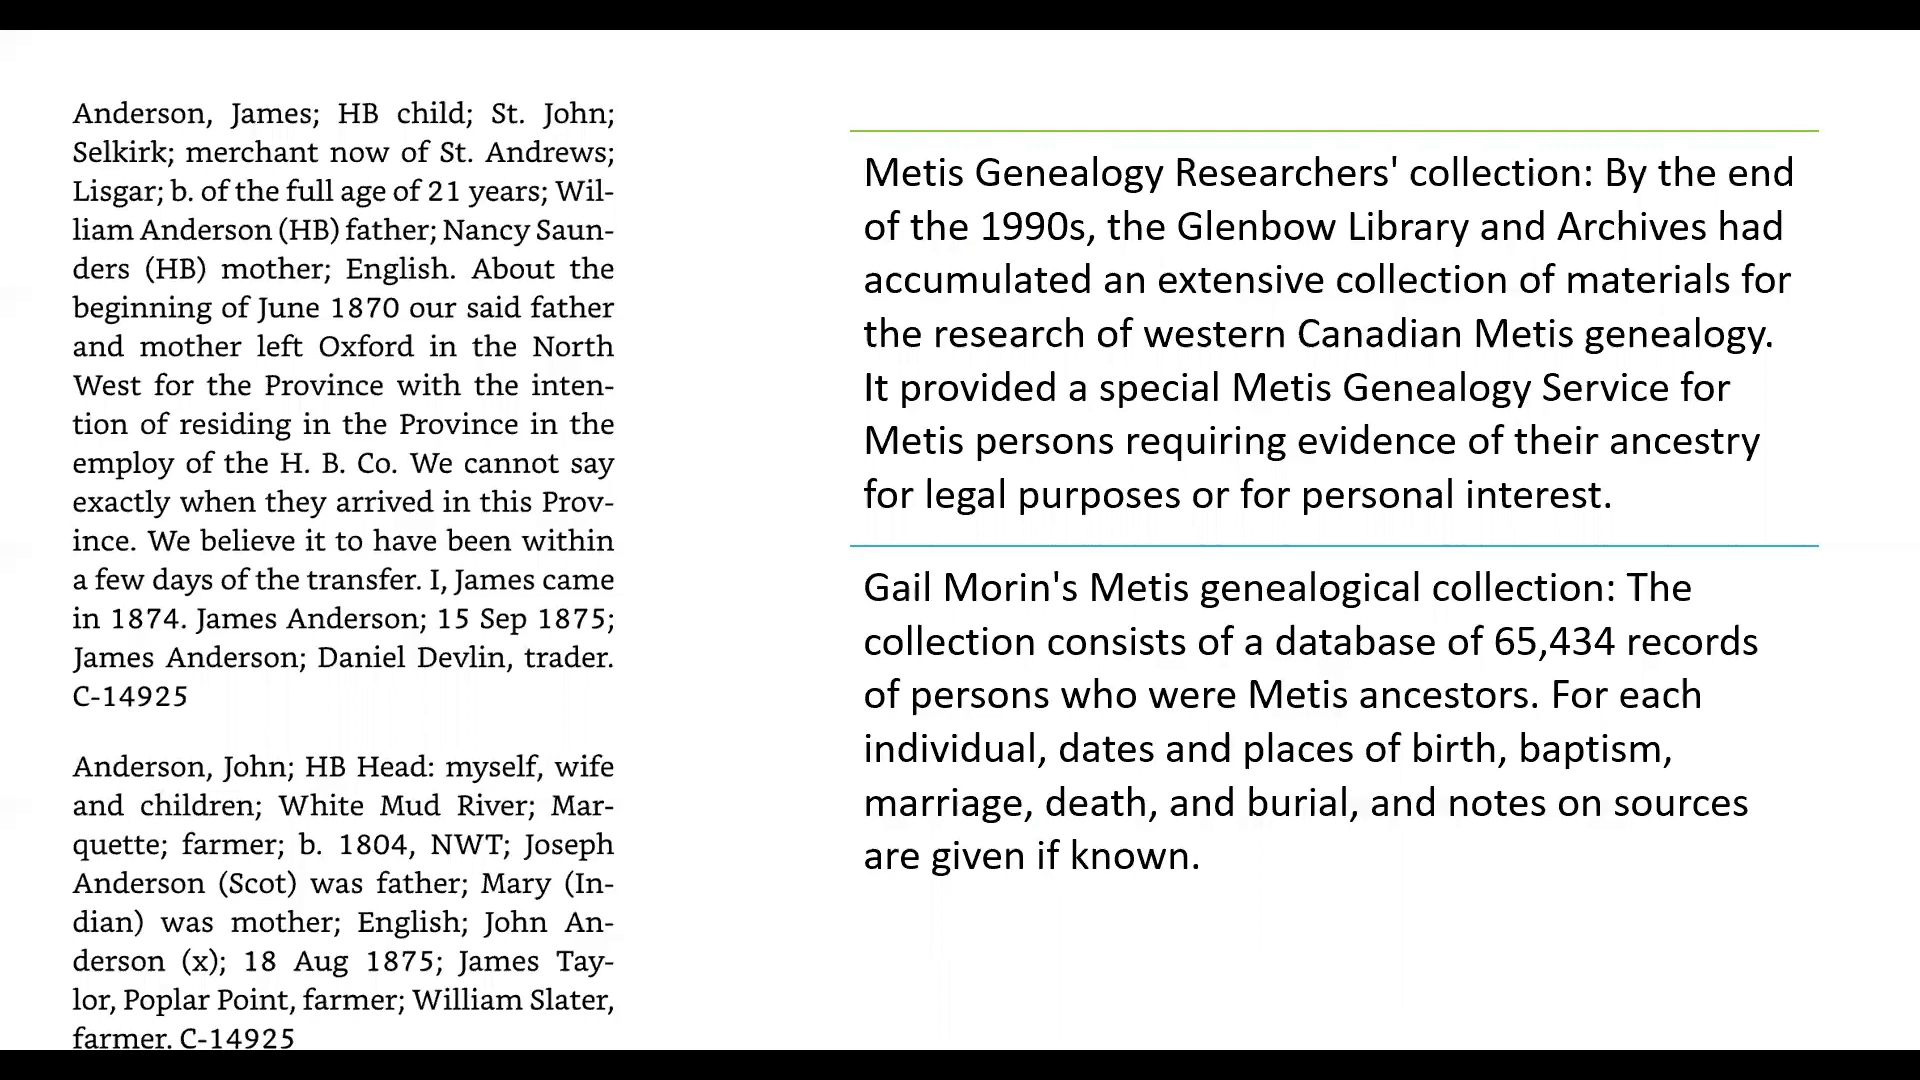 Anderson, James; HB child; St. John;
Selkirk; merchant now of St. Andrews;
Lisgar; b. of the full age of 21 years; Wil-
liam Anderson (HB) father; Nancy Saun-
ders (HB) mother; English. About the
beginning of June 1870 our said father
and mother left Oxford in the North
West for the Province with the inten-
tion of residing in the Province in the
employ of the H. B. Co. We cannot say
exactly when they arrived in this Prov-
ince. We believe it to have been within
a few days of the transfer. I, James came
in 1874. James Anderson; 15 Sep 1875;
James Anderson; Daniel Devlin, trader.
C-14925
Anderson, John; HB Head: myself, wife
and children; White Mud River; Mar-
quette; farmer; b. 1804, NWT; Joseph
Anderson (Scot) was father; Mary (In-
dian) was mother; English; John An-
derson (x); 18 Aug 1875; James Tay-
lor, Poplar Point, farmer; William Slater,
farmer. C-14925
Metis Genealogy Researchers' collection: By the end
of the 1990s, the Glenbow Library and Archives had
accumulated an extensive collection of materials for
the research of western Canadian Metis genealogy.
It provided a special Metis Genealogy Service for
Metis persons requiring evidence of their ancestry
for legal purposes or for personal interest.
Gail Morin's Metis genealogical collection: The
collection consists of a database of 65,434 records
of persons who were Metis ancestors. For each
individual, dates and places of birth, baptism,
marriage, death, and burial, and notes on sources
are given if known.